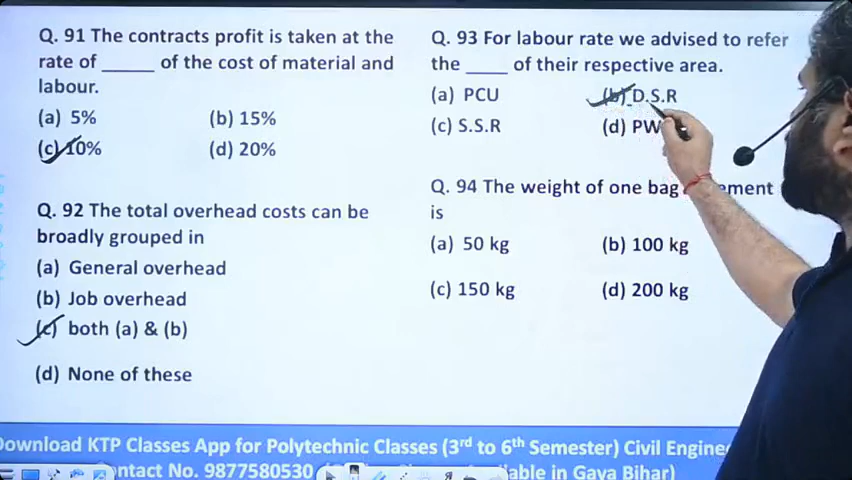 Q. 91 The contracts profit is taken at the
rate of _____ of the cost of material and
labour.
(a) 5%
(b) 15%
(c) 10%
(d) 20%
Q. 92 The total overhead costs can be
broadly grouped in
(a) General overhead
(b) Job overhead
(c) both (a) & (b)
(d) None of these
Q. 93 For labour rate we advised to refer
the ____ of their respective area.
(a) PCU
(b) D.S.R
(c) S.S.R
(d) PW
Q. 94 The weight of one bag
is
(a) 50 kg
(b) 100 kg
(c) 150 kg
(d) 200 kg
Download KTP Classes App for Polytechnic Classes (3rd to 6th Semester) Civil Engine
ontact No. 9877580530
able in Gaya Bihar)